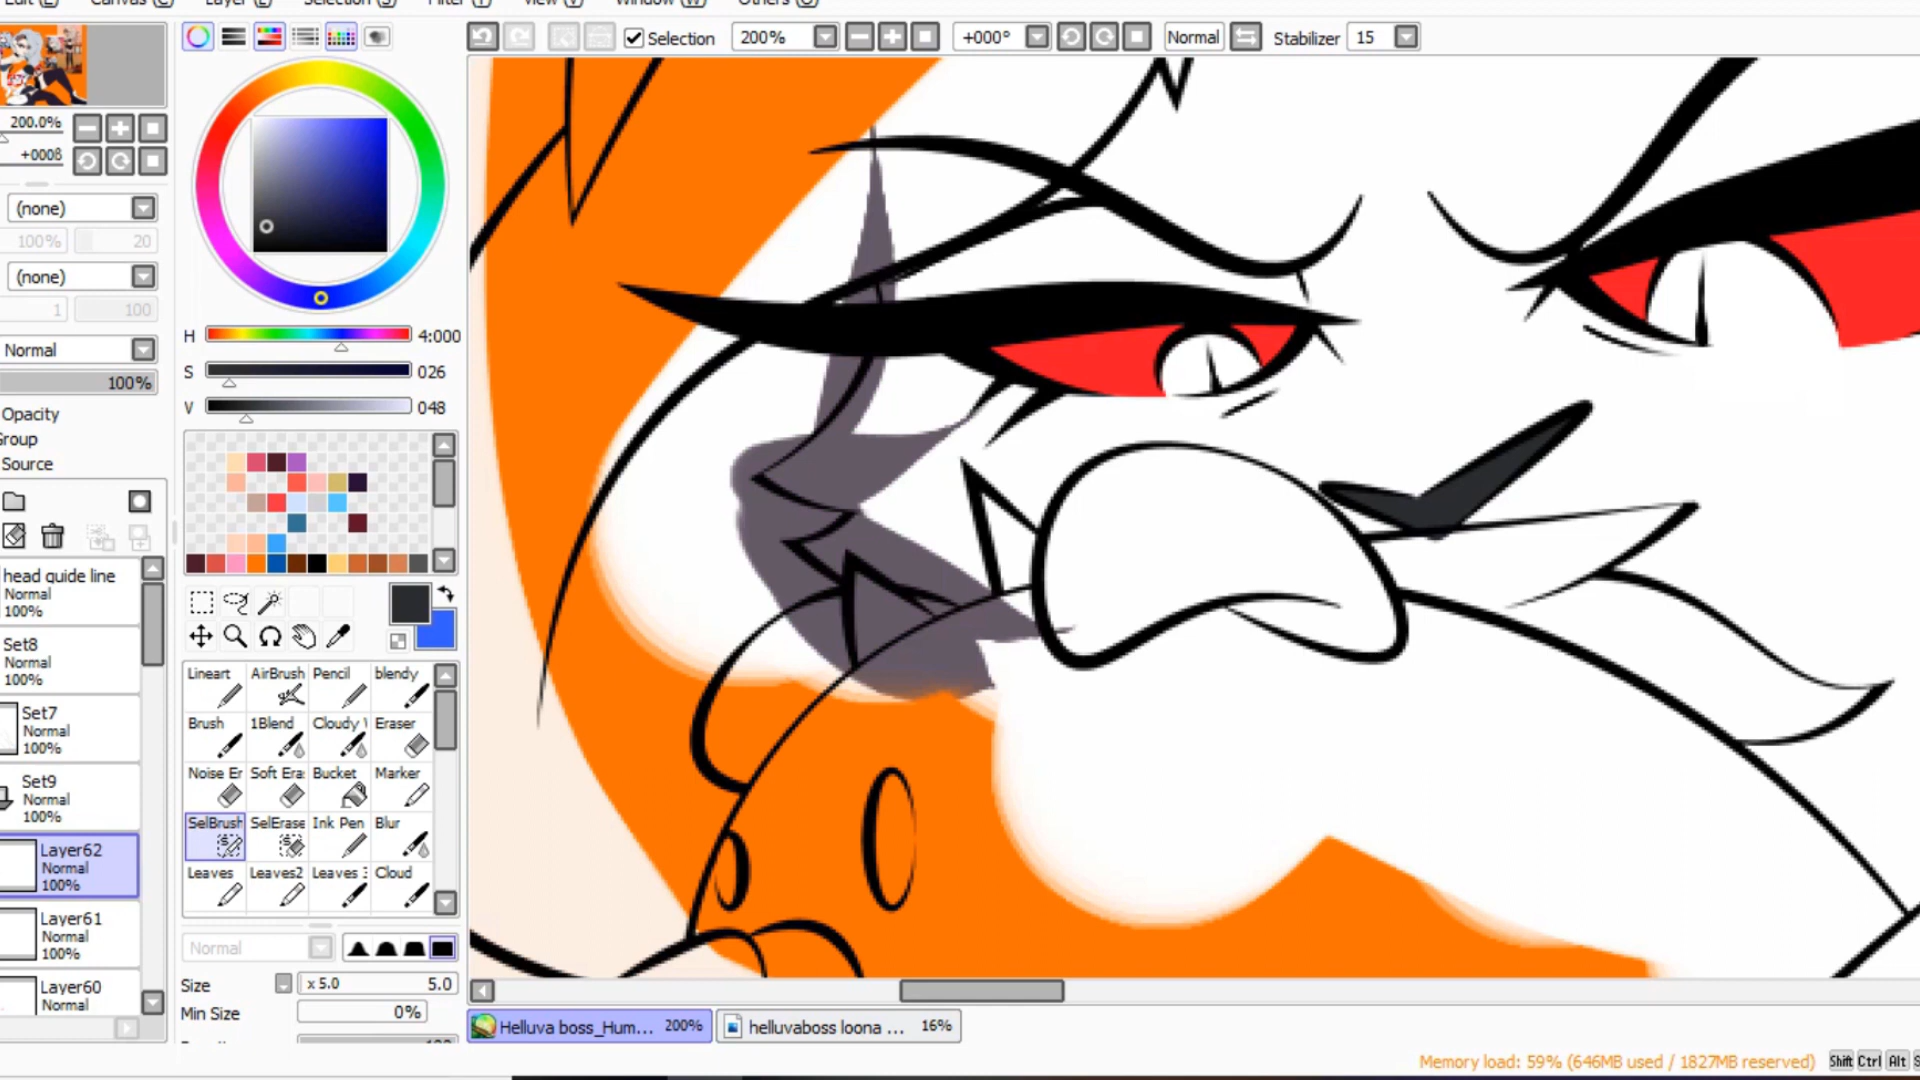 Selection
200%
+000°
Normal
Stabilizer
15
200.0%
(none)
100%
20
(none)
1
100
Normal
100%
Opacity
Source
head guide line
Normal
100%
Set8
Normal
100%
Set7
Normal
100%
Set9
Normal
100%
Layer62
Normal
100%
Layer61
Normal
100%
Layer60
Normal
H
4:000
S
026
V
048
Lineart
AirBrush
Pencil
blendy
Brush
1Blend
Cloudy
Eraser
Noise Er
Soft Era
Bucket
Marker
SelBrush
SelErase
Ink Pen
Blur
Leaves
Leaves2
Leaves
Cloud
Normal
Size
x 5.0
5.0
Min Size
0%
Helluva boss_Hum...
200%
helluvaboss loona ...
16%
Memory load: 59% (646MB used / 1827MB reserved)
Shift Ctrl Alt